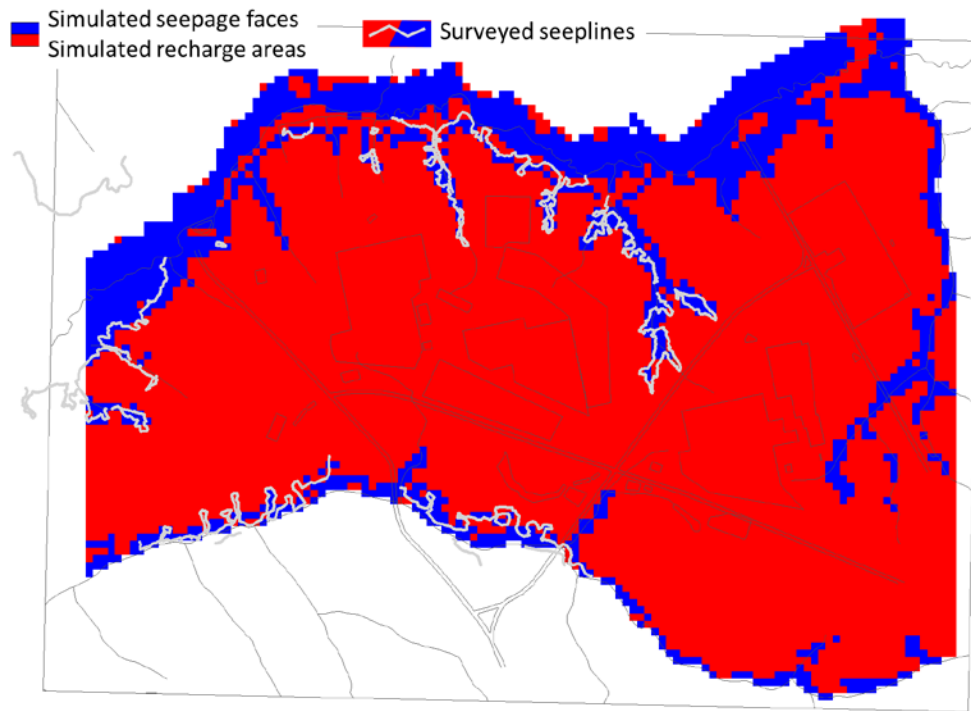 Simulated seepage faces
Simulated recharge areas
Surveyed seeplines